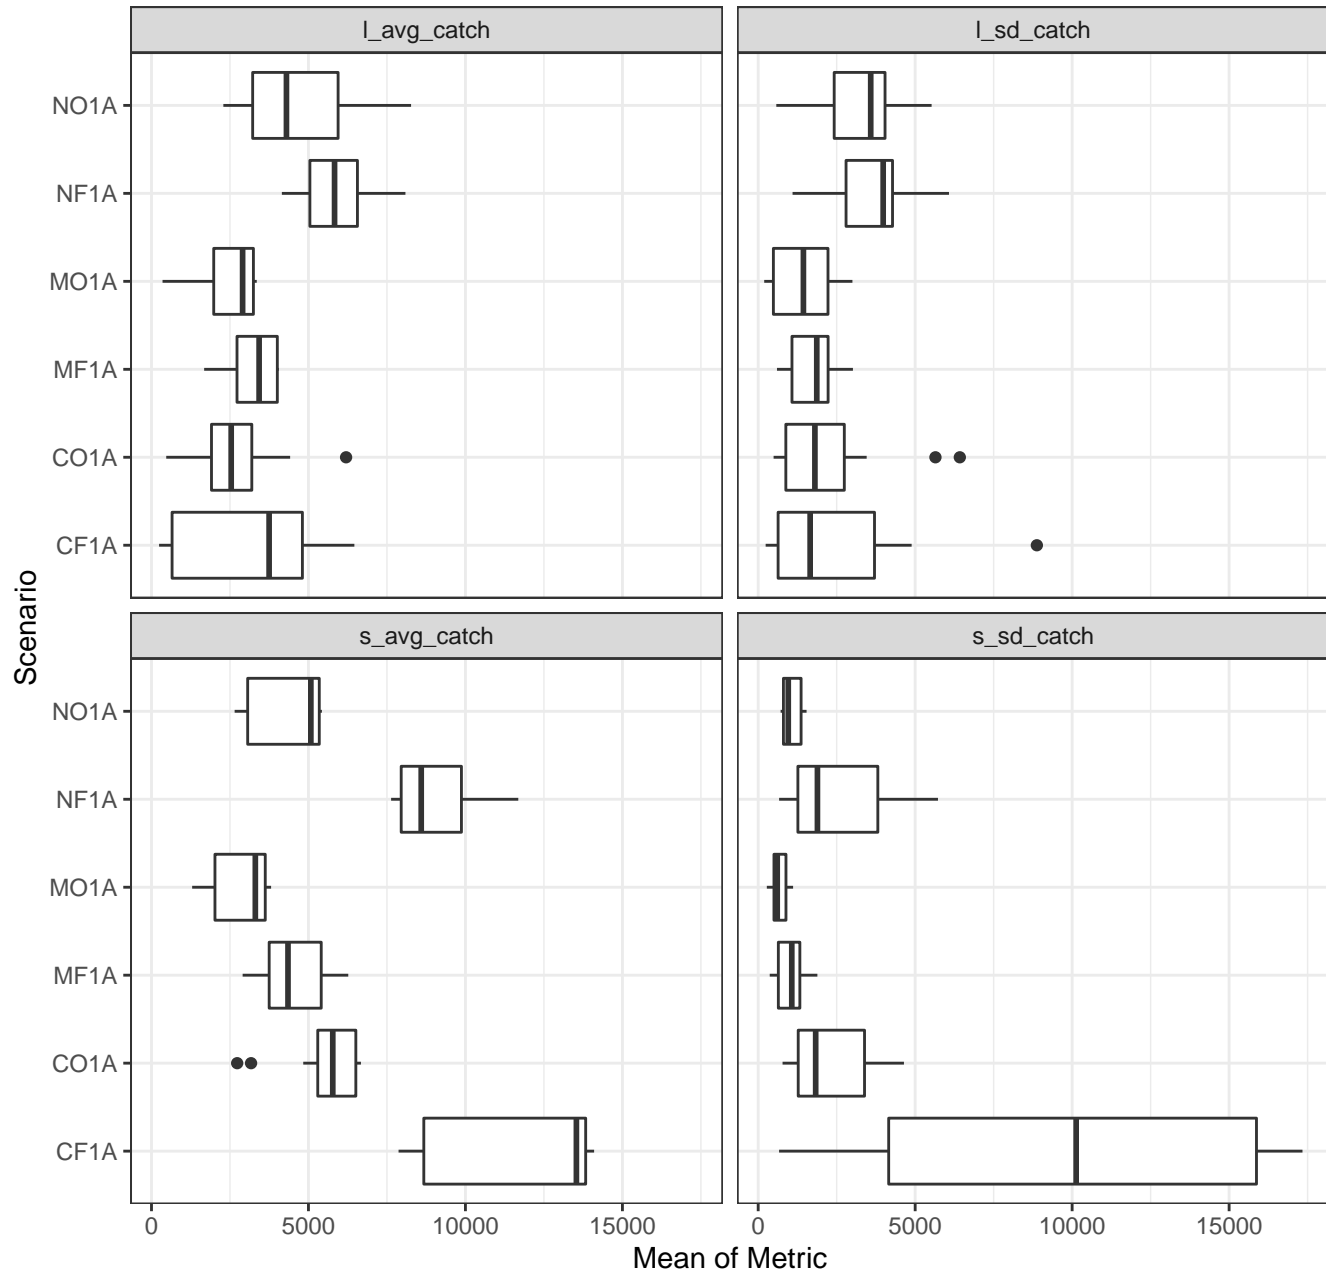 l_avg_catch
l_sd_catch
NO1A
NF1A
MO1A
MF1A
CO1A
CF1A
s_avg_catch
s_sd_catch
NO1A
NF1A
MO1A
MF1A
CO1A
CF1A
Scenario
0 5000 10000 15000
0 5000 10000 15000
Mean of Metric